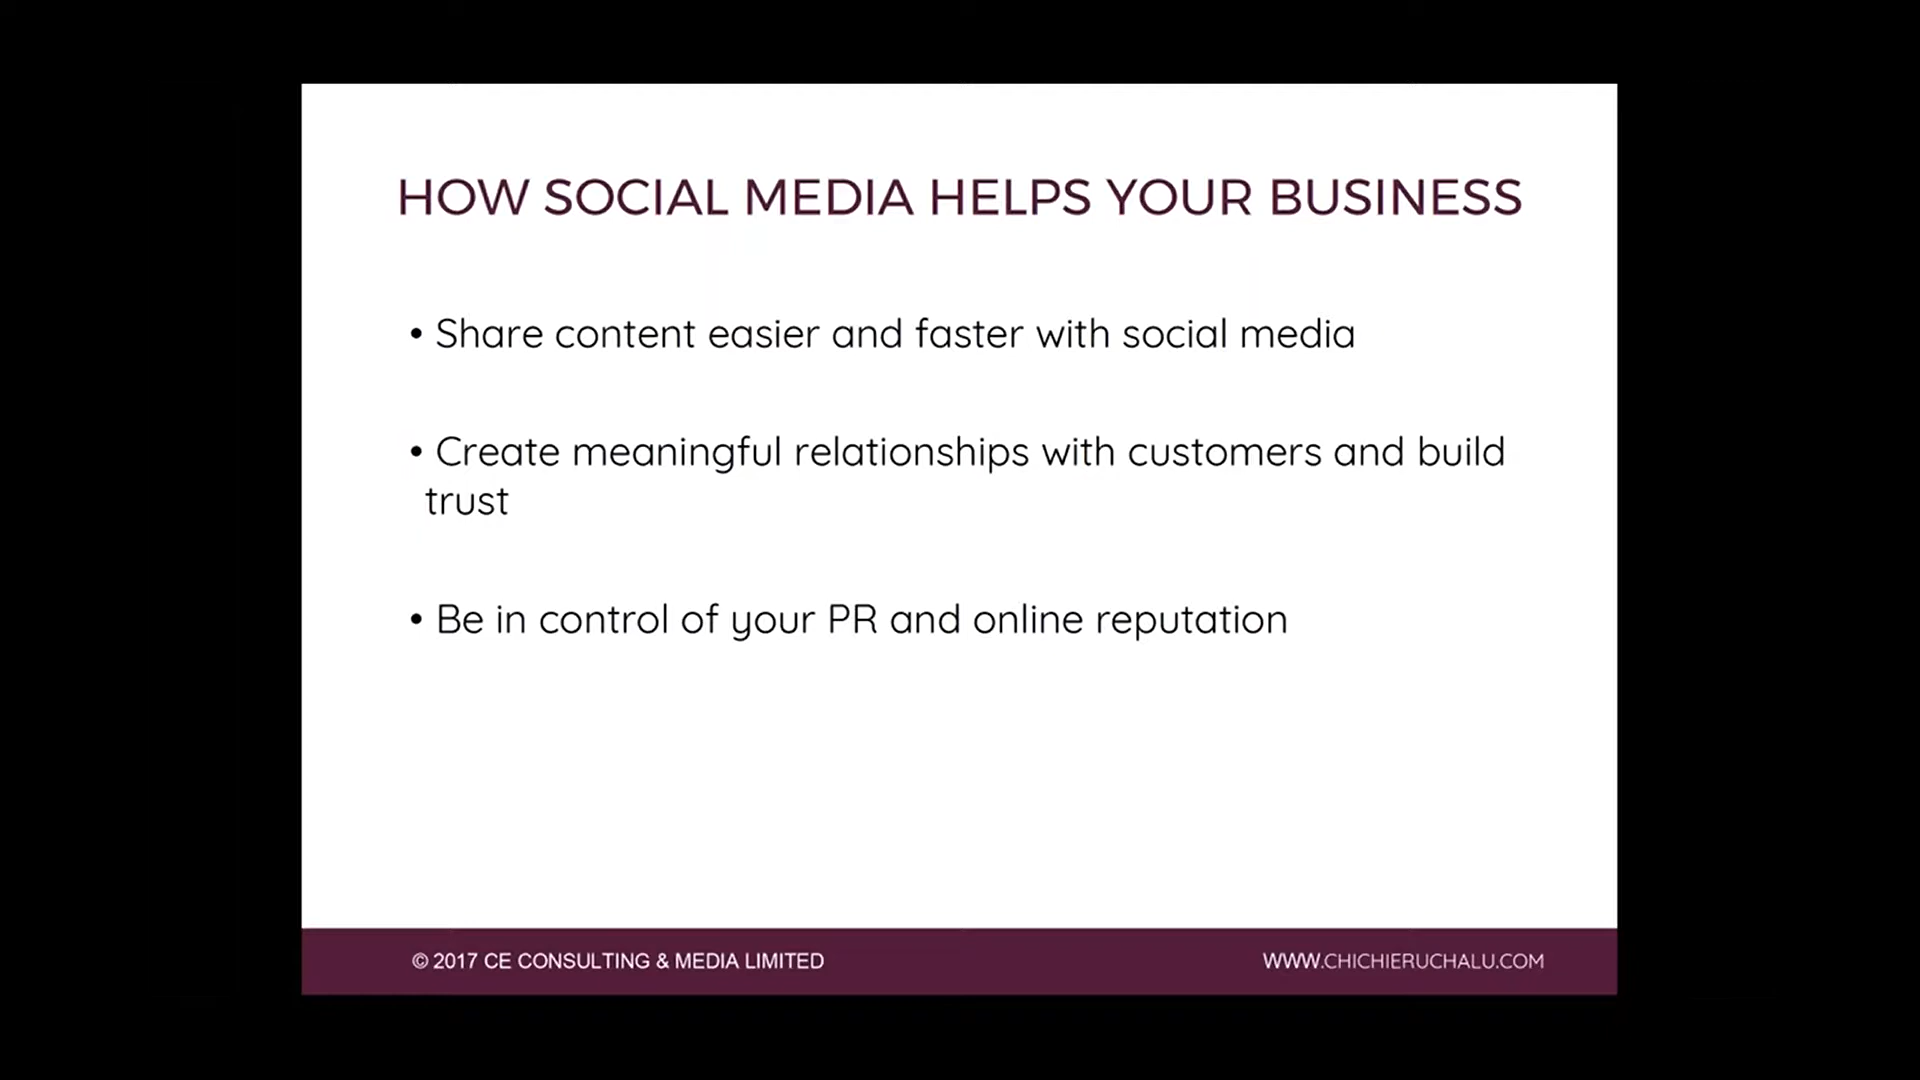 HOW SOCIAL MEDIA HELPS YOUR BUSINESS
• Share content easier and faster with social media
• Create meaningful relationships with customers and build
trust
• Be in control of your PR and online reputation
© 2017 CE CONSULTING & MEDIA LIMITED
WWW.CHICHIERUCHALU.COM